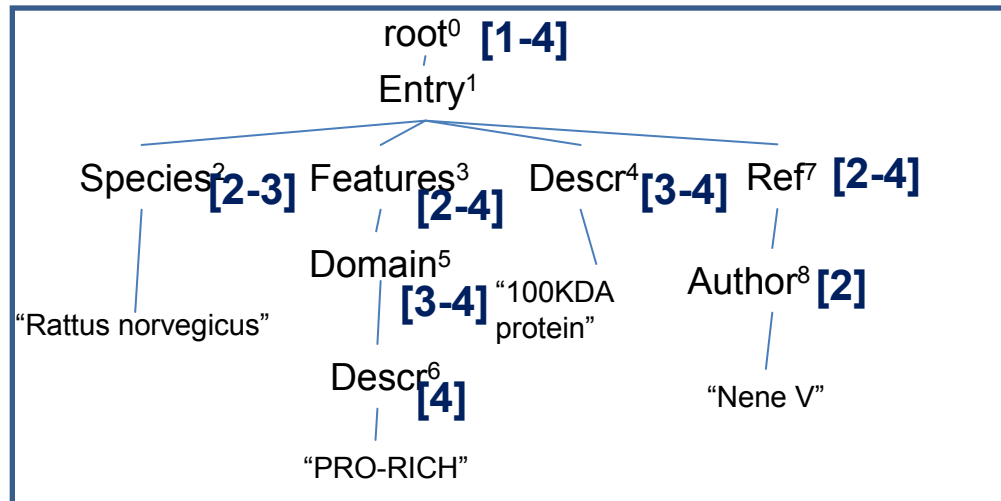 root⁰ [1-4]
Entry¹
Species² [2-3] Features³ [2-4] Descr⁴ [3-4] Ref⁷ [2-4]
Domain⁵ [3-4] “100KDA protein” Author⁸ [2]
“Rattus norvegicus”
Descr⁶ [4]
“Nene V”
“PRO-RICH”